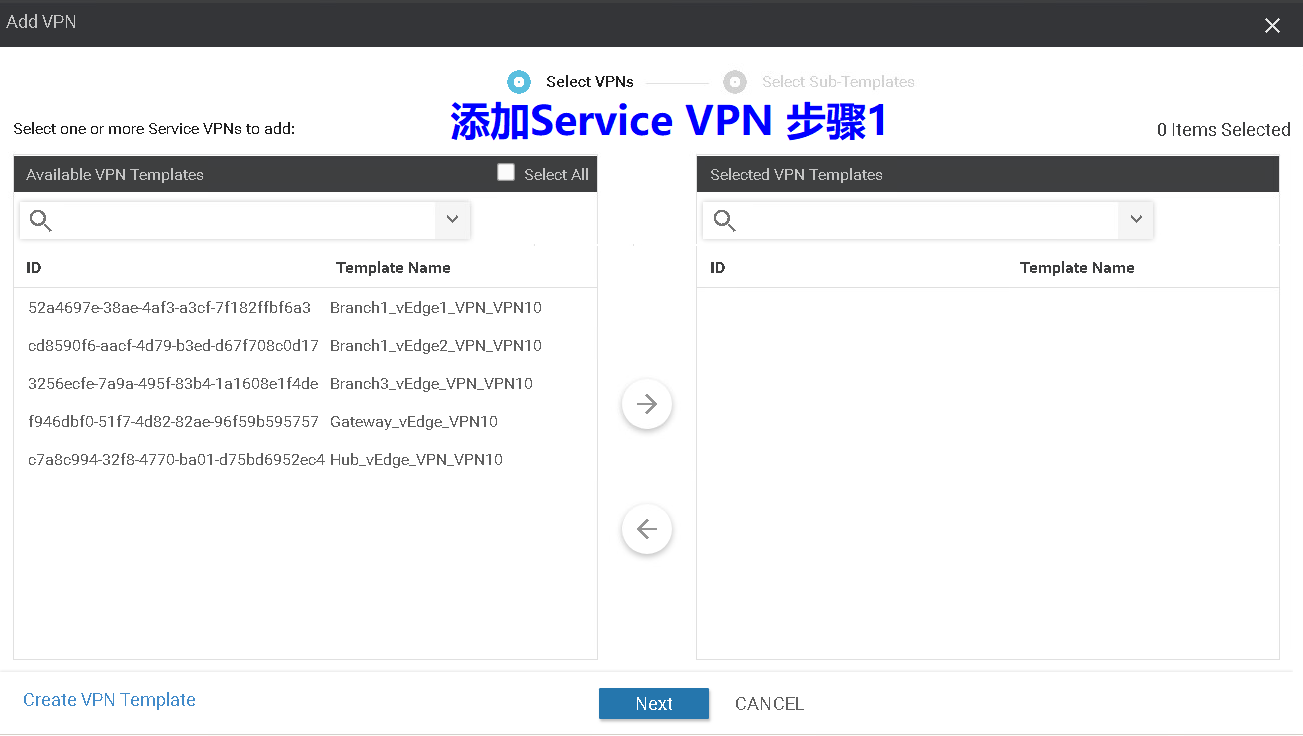 Add VPN
Select VPNs Select Sub-Templates
添加Service VPN 步骤1
Select one or more Service VPNs to add: 0 Items Selected
Available VPN Templates Select All Selected VPN Templates
ID Template Name ID Template Name
52a4697e-38ae-4af3-a3cf-7f182ffbf6a3 Branch1_vEdge1_VPN_VPN10
cd8590f6-aacf-4d79-b3ed-d67f708c0d17 Branch1_vEdge2_VPN_VPN10
3256ecfe-7a9a-495f-83b4-1a1608e1f4de Branch3_vEdge_VPN_VPN10
f946dbf0-51f7-4d82-82ae-96f59b595757 Gateway_vEdge_VPN10
c7a8c994-32f8-4770-ba01-d75bd6952ec4 Hub_vEdge_VPN_VPN10
Create VPN Template Next CANCEL